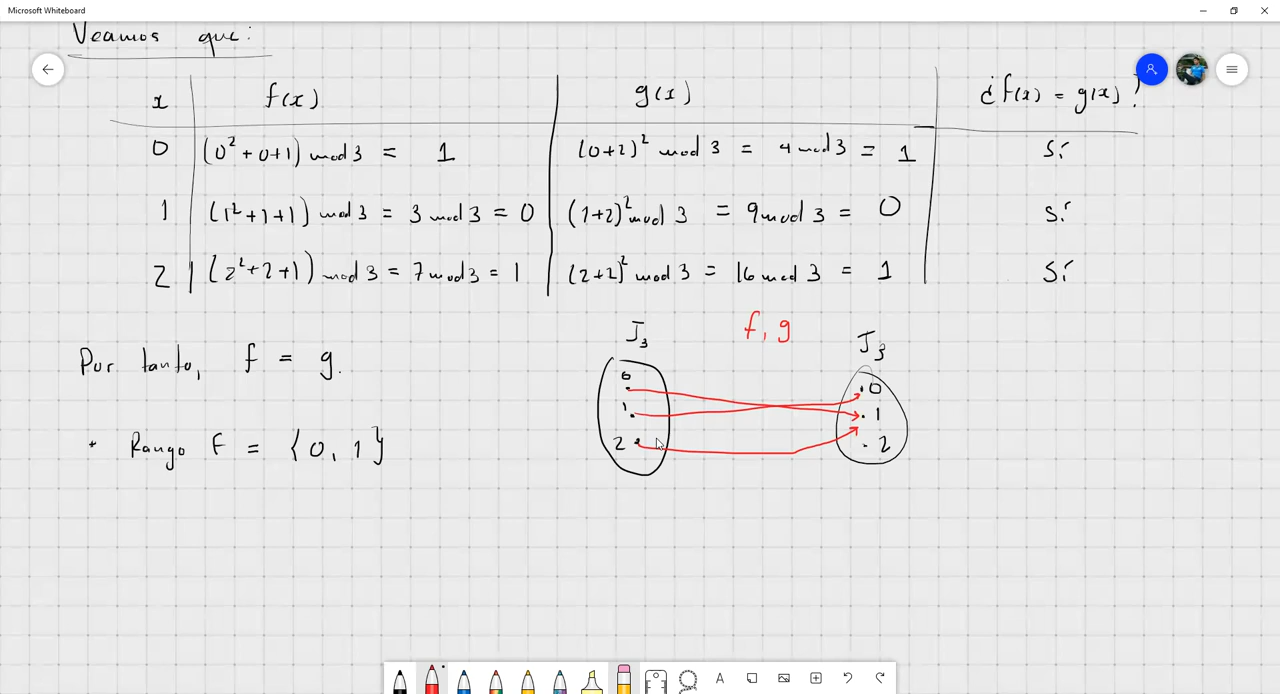 Microsoft Whiteboard
Veamos que:
x f(x) g(x) ¿f(x) = g(x)?
0 (0² + 0+1) mod 3 = 1 (0+2)² mod 3 = 4 mod 3 = 1 sí
1 (1² + 1 + 1) mod 3 = 3 mod 3 = 0 (1+2)² mod 3 = 9 mod 3 = 0 sí
2 (2² + 2 + 1) mod 3 = 7 mod 3 = 1 (2+2)² mod 3 = 16 mod 3 = 1 Sí
f, g
J₃ J₃
Por tanto, f = g.
0 0
1 1
2 2
* Rango F = {0, 1}
A